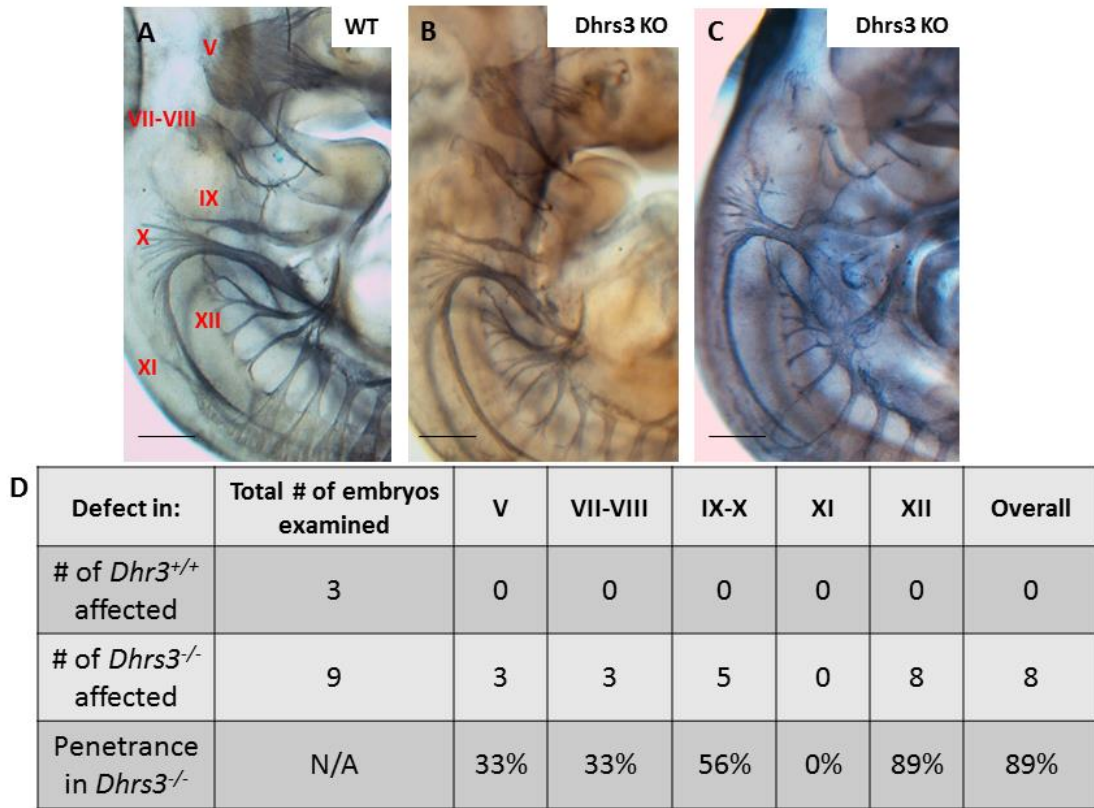 A WT
B Dhrs3 KO
C Dhrs3 KO
V
VII-VIII
IX
X
XII
XI
D
Defect in: Total # of embryos examined V VII-VIII IX-X XI XII Overall
# of Dhr3+/+ affected 3 0 0 0 0 0 0
# of Dhrs3-/- affected 9 3 3 5 0 8 8
Penetrance in Dhrs3-/- N/A 33% 33% 56% 0% 89% 89%